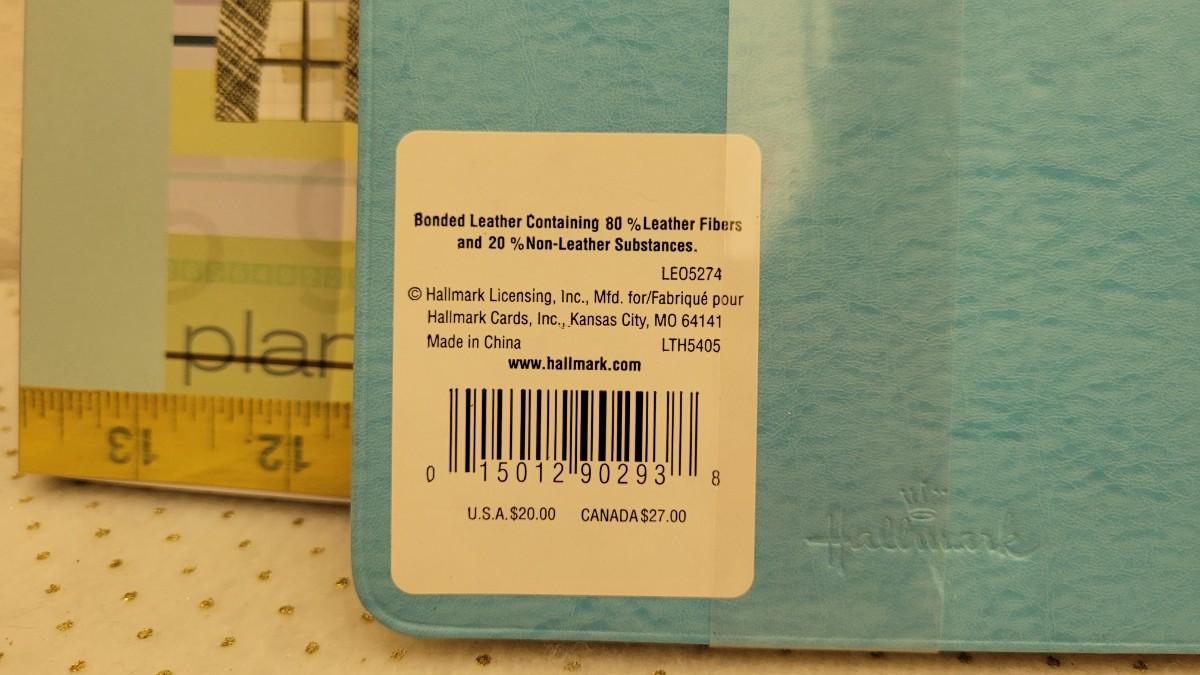 plan
13 12
Bonded Leather Containing 80 %Leather Fibers
and 20 %Non-Leather Substances.
LEO5274
© Hallmark Licensing, Inc., Mfd. for/Fabriqué pour
Hallmark Cards, Inc., Kansas City, MO 64141
Made in China LTH5405
www.hallmark.com
0 15012 90293 8
U.S.A. $20.00 CANADA $27.00
Hallmark